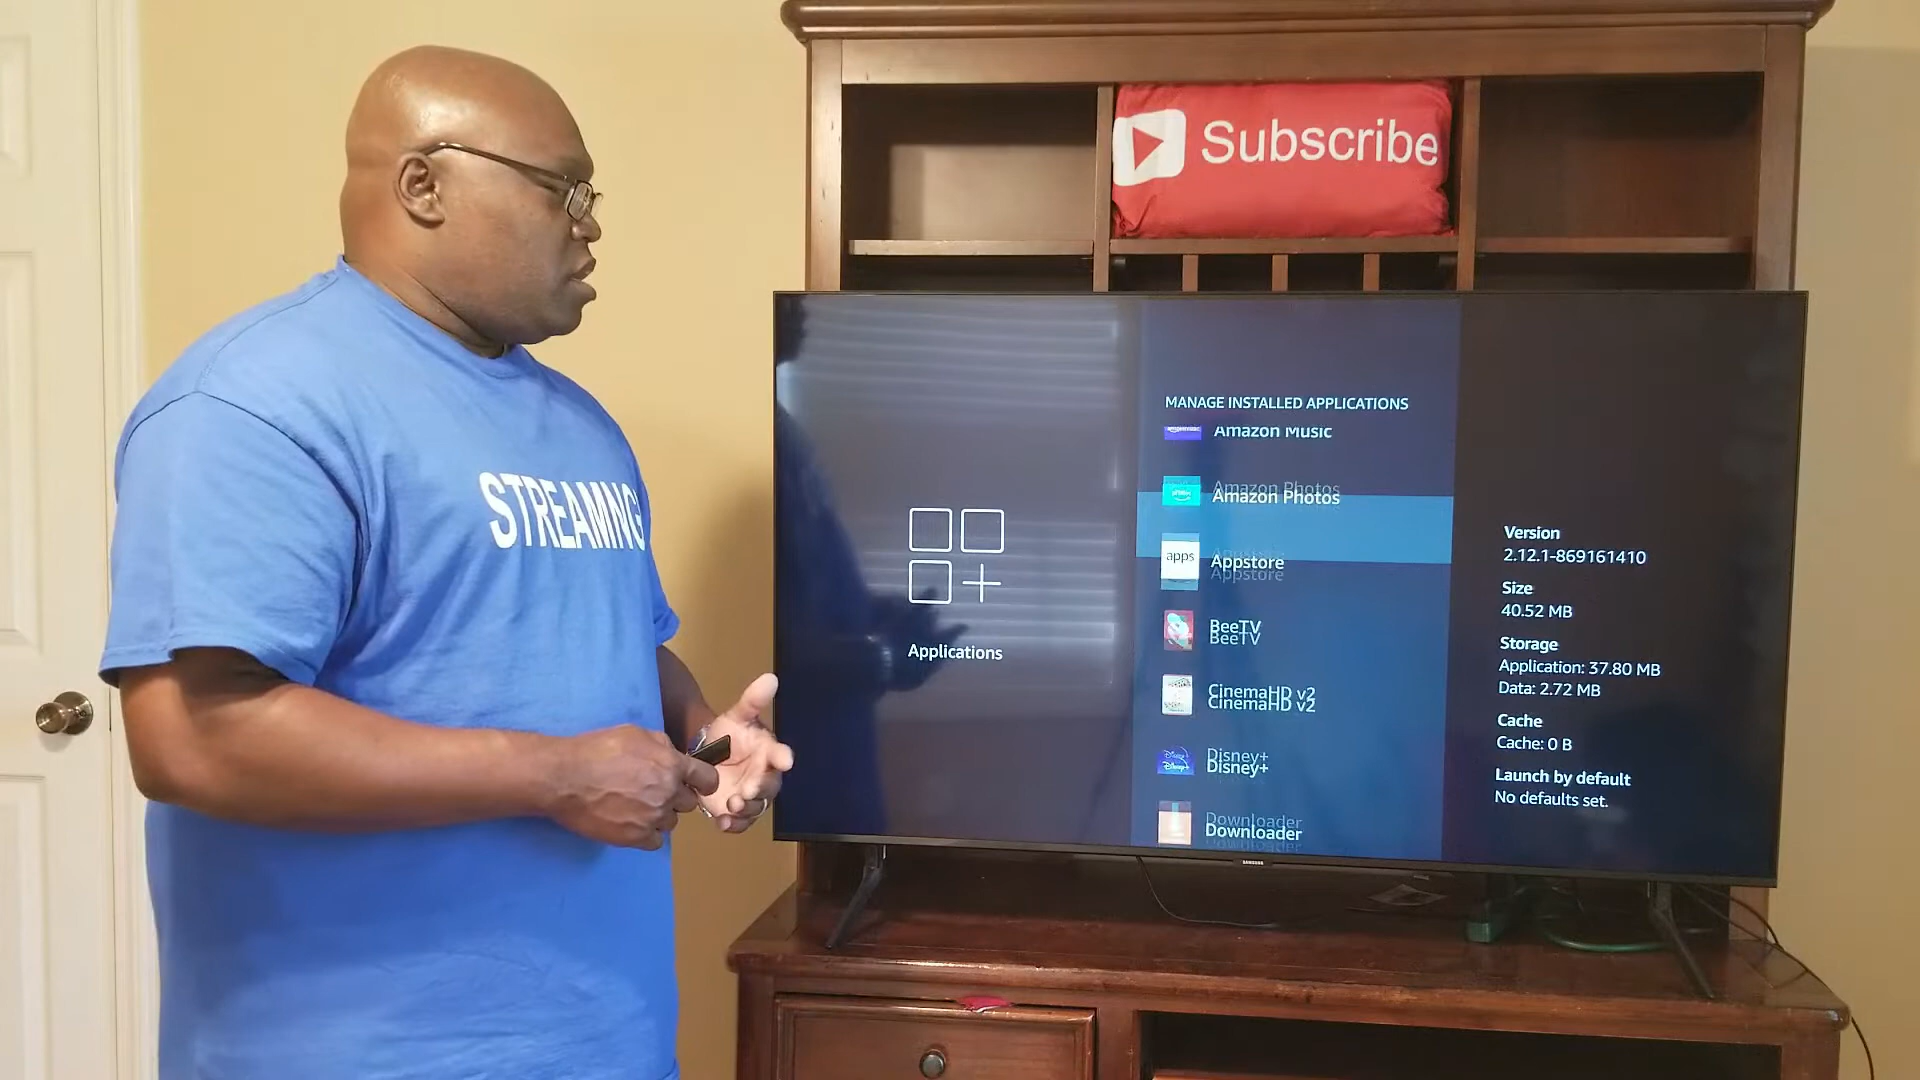 Subscribe
STREAMNG
MANAGE INSTALLED APPLICATIONS
Amazon Music
Amazon Photos
apps
Appstore
BeeTV
CinemaHD v2
Disney+
Downloader
Applications
Version
2.12.1-869161410
Size
40.52 MB
Storage
Application: 37.80 MB
Data: 2.72 MB
Cache
Cache: 0 B
Launch by default
No defaults set.
SAMSUNG